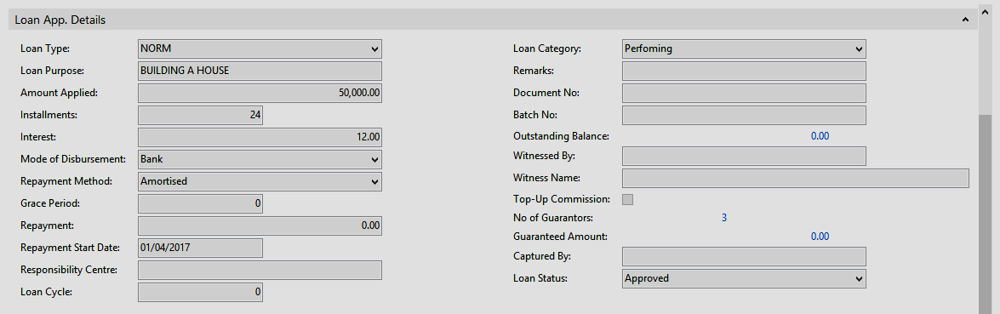 Loan App. Details
Loan Type: NORM
Loan Purpose: BUILDING A HOUSE
Amount Applied: 50,000.00
Installments: 24
Interest: 12.00
Mode of Disbursement: Bank
Repayment Method: Amortised
Grace Period: 0
Repayment: 0.00
Repayment Start Date: 01/04/2017
Responsibility Centre:
Loan Cycle: 0
Loan Category: Perfoming
Remarks:
Document No:
Batch No:
Outstanding Balance: 0.00
Witnessed By:
Witness Name:
Top-Up Commission:
No of Guarantors: 3
Guaranteed Amount: 0.00
Captured By:
Loan Status: Approved